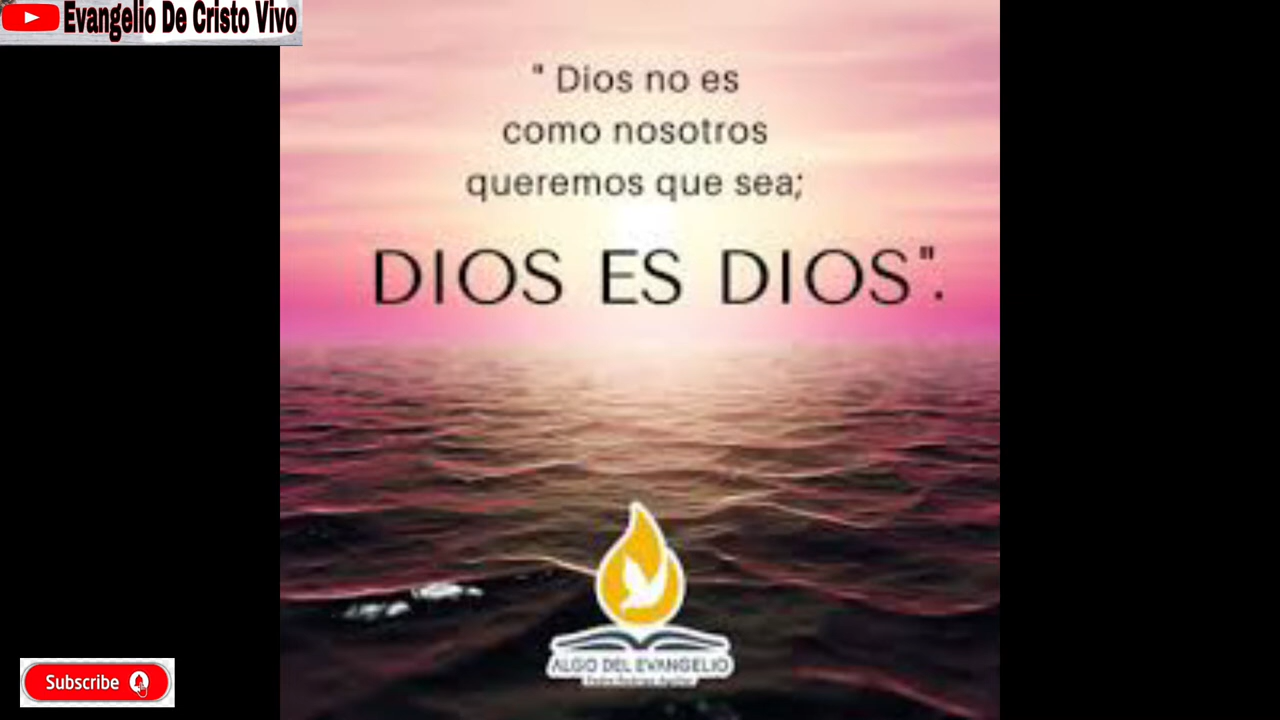 Evangelio De Cristo Vivo
" Dios no es
como nosotros
queremos que sea;
DIOS ES DIOS".
ALGO DEL EVANGELIO
Subscribe